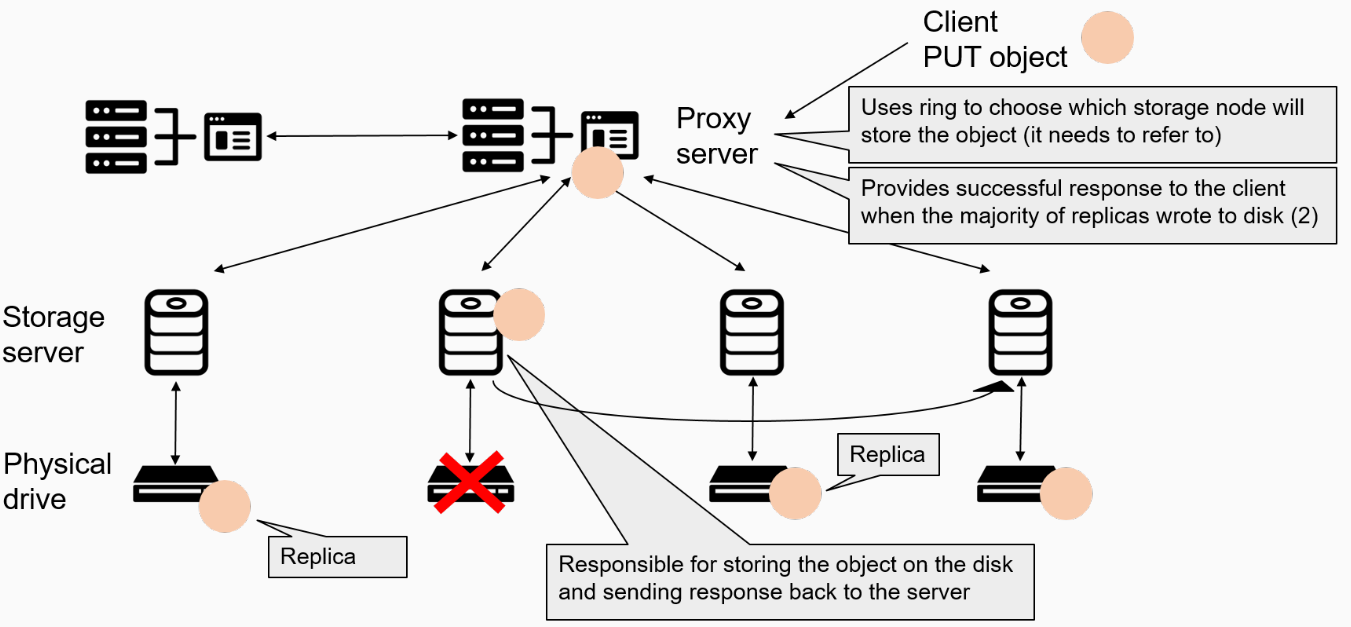 Client
PUT object
Proxy
server
Uses ring to choose which storage node will
store the object (it needs to refer to)
Provides successful response to the client
when the majority of replicas wrote to disk (2)
Storage
server
Physical
drive
Replica
Replica
Responsible for storing the object on the disk
and sending response back to the server